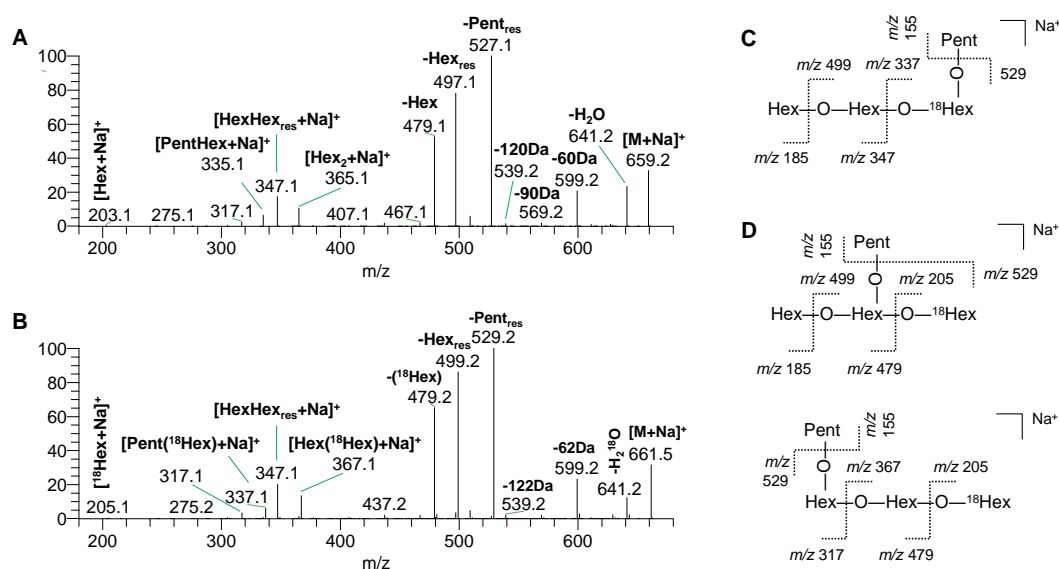 A
-Pent_res
527.1
-Hex_res
497.1
-Hex
479.1
[HexHex_res+Na]+
[PentHex+Na]+
335.1
[Hex+Na]+
[Hex2+Na]+
365.1
347.1
-H2O
641.2
[M+Na]+
659.2
-120Da
539.2
-60Da
599.2
-90Da
569.2
203.1 275.1 317.1 407.1 467.1
100
80
60
40
20
0
200 300 400 500 600
m/z
B
-Pent_res
529.2
-Hex_res
499.2
-(18Hex)
479.2
[HexHex_res+Na]+
[18Hex+Na]+
[Pent(18Hex)+Na]+
317.1
[Hex(18Hex)+Na]+
367.1
337.1
347.1
[M+Na]+
661.5
-H2 18O
641.2
-62Da
599.2
-122Da
539.2
205.1 275.2 437.2
100
80
60
40
20
0
200 300 400 500 600
m/z
C
m/z 155
Pent
Na+
m/z 499 m/z 337
O
529
Hex—O—Hex—O—18Hex
m/z 185 m/z 347
D
m/z 155
Pent
Na+
m/z 499 O m/z 205 m/z 529
Hex—O—Hex—O—18Hex
m/z 185 m/z 479
Pent
m/z 155
Na+
m/z 529
O
m/z 367 m/z 205
Hex—O—Hex—O—18Hex
m/z 317 m/z 479